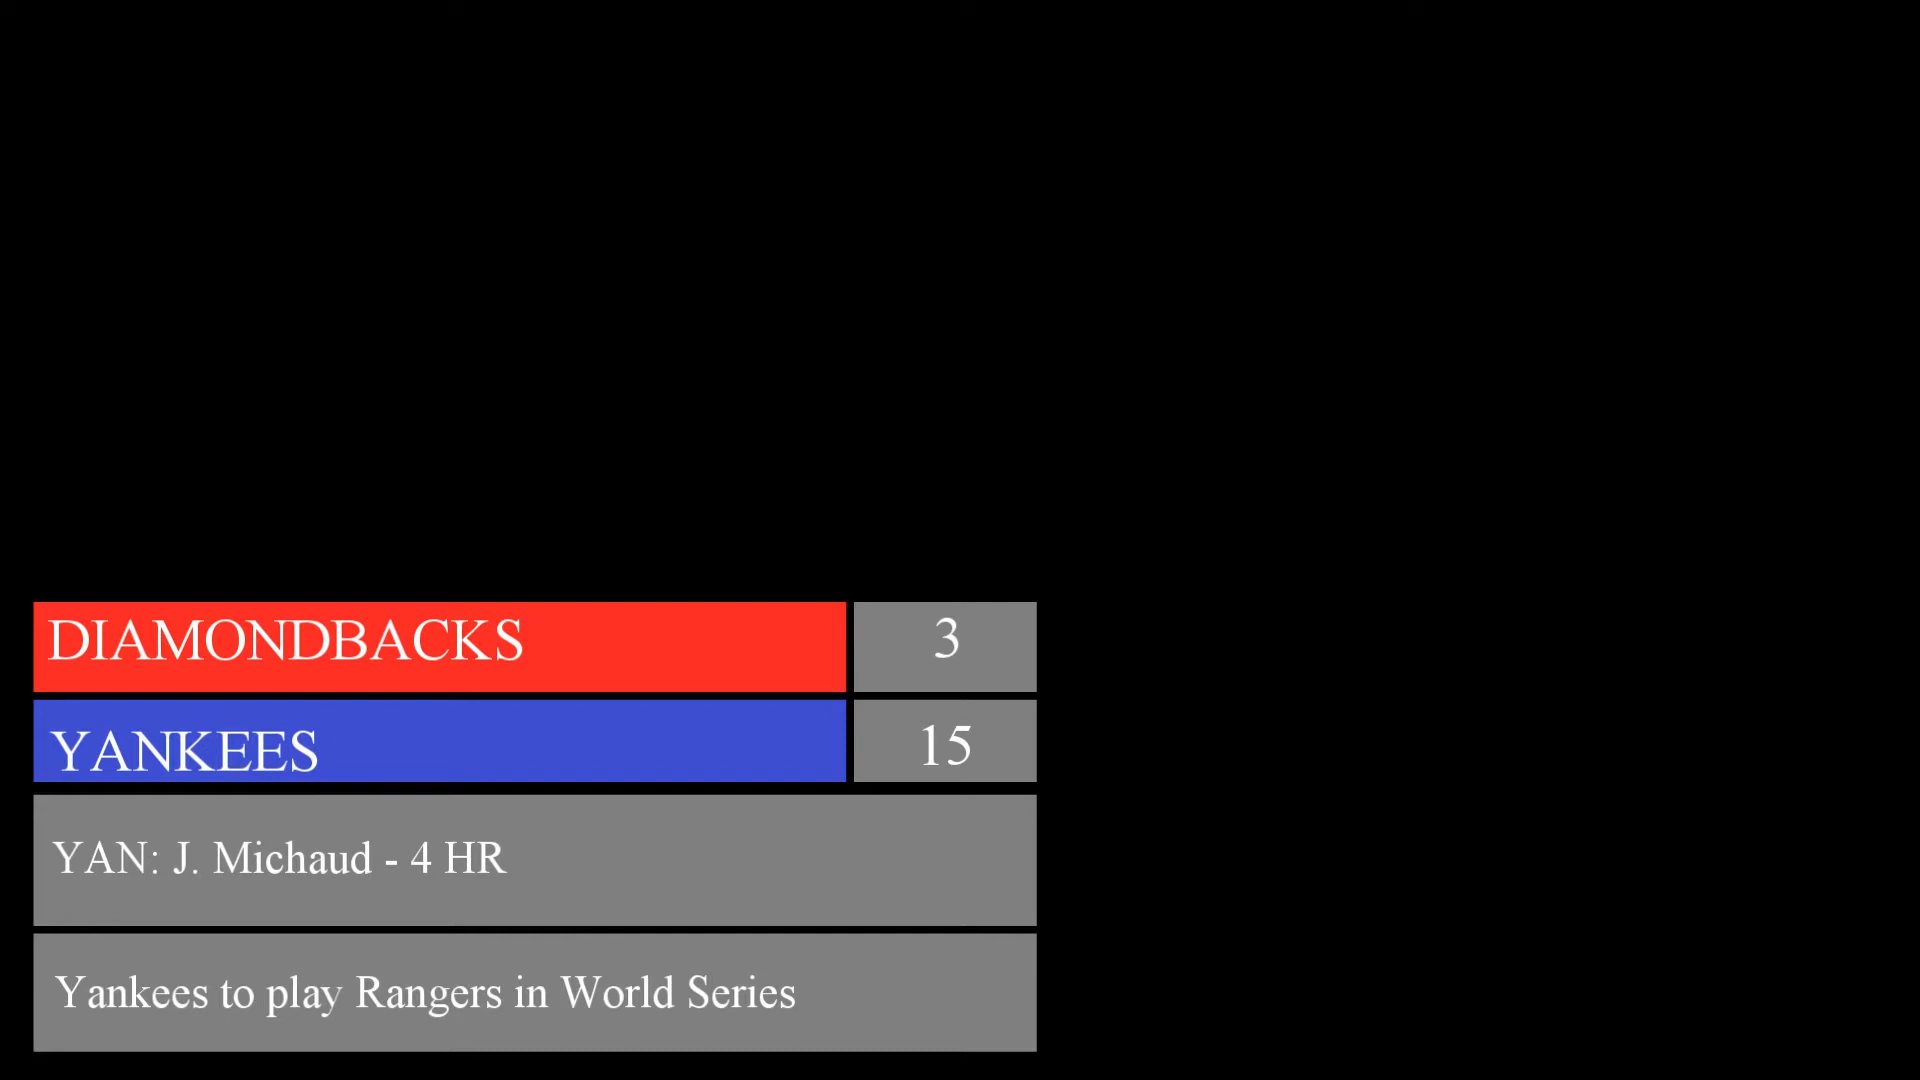 DIAMONDBACKS 3
YANKEES 15
YAN: J. Michaud - 4 HR
Yankees to play Rangers in World Series